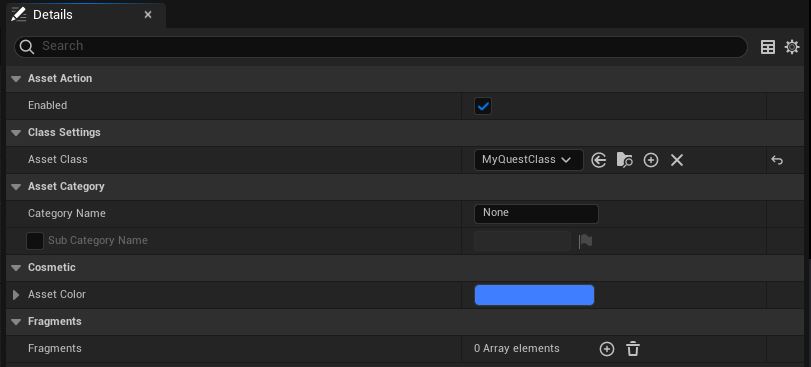 Details
Search
Asset Action
Enabled
Class Settings
Asset Class MyQuestClass
Asset Category
Category Name None
Sub Category Name
Cosmetic
Asset Color
Fragments
Fragments 0 Array elements